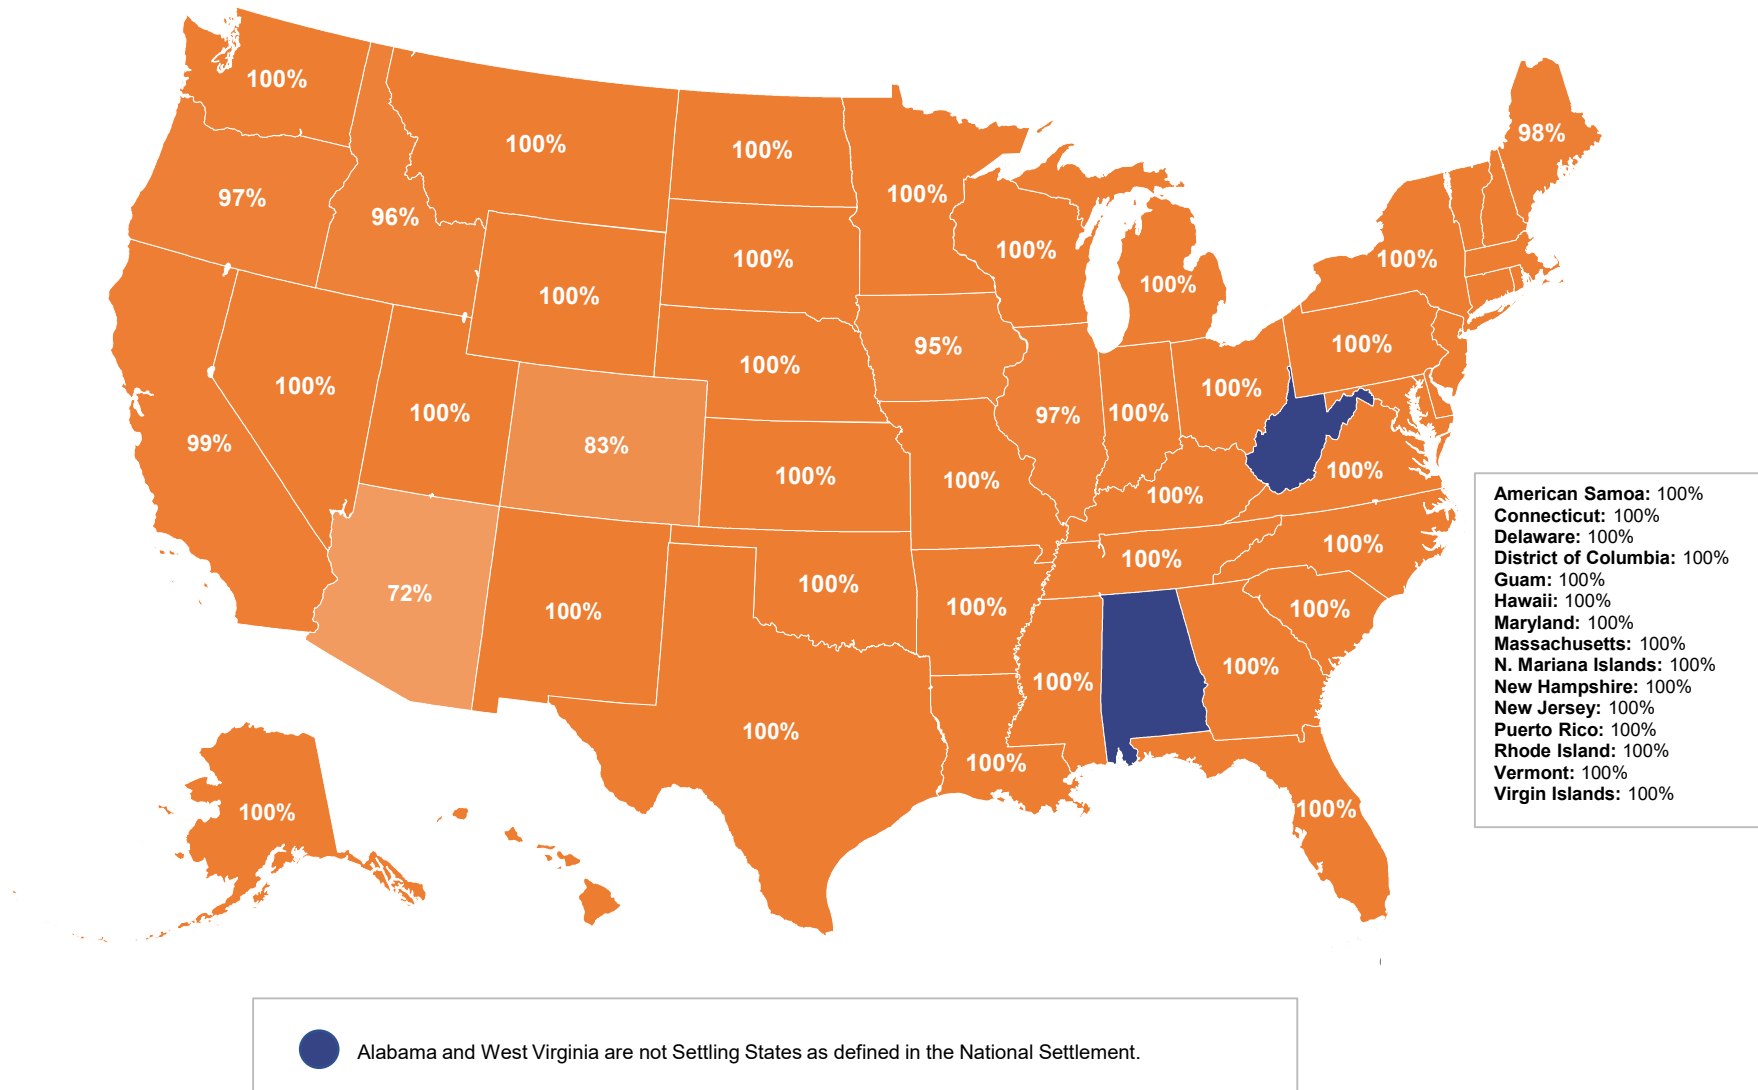 100%
98%
100%
100%
100%
97%
96%
100%
100%
100%
100%
100%
100%
100%
95%
100%
100%
100%
100%
100%
97%
100%
99%
83%
100%
100%
100%
100%
100%
100%
72%
100%
100%
100%
100%
100%
100%
100%
100%
100%
100%
100%
American Samoa: 100%
Connecticut: 100%
Delaware: 100%
District of Columbia: 100%
Guam: 100%
Hawaii: 100%
Maryland: 100%
Massachusetts: 100%
N. Mariana Islands: 100%
New Hampshire: 100%
New Jersey: 100%
Puerto Rico: 100%
Rhode Island: 100%
Vermont: 100%
Virgin Islands: 100%
Alabama and West Virginia are not Settling States as defined in the National Settlement.